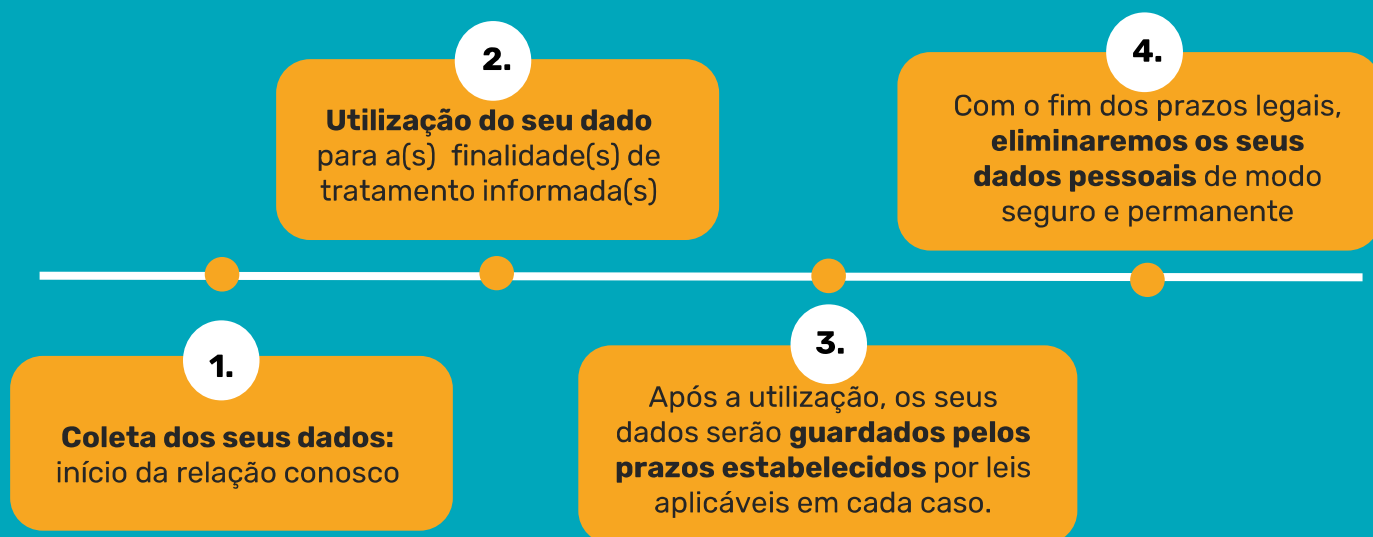 1.
Coleta dos seus dados:
início da relação conosco
2.
Utilização do seu dado
para a(s) finalidade(s) de
tratamento informada(s)
3.
Após a utilização, os seus
dados serão guardados pelos
prazos estabelecidos por leis
aplicáveis em cada caso.
4.
Com o fim dos prazos legais,
eliminaremos os seus
dados pessoais de modo
seguro e permanente